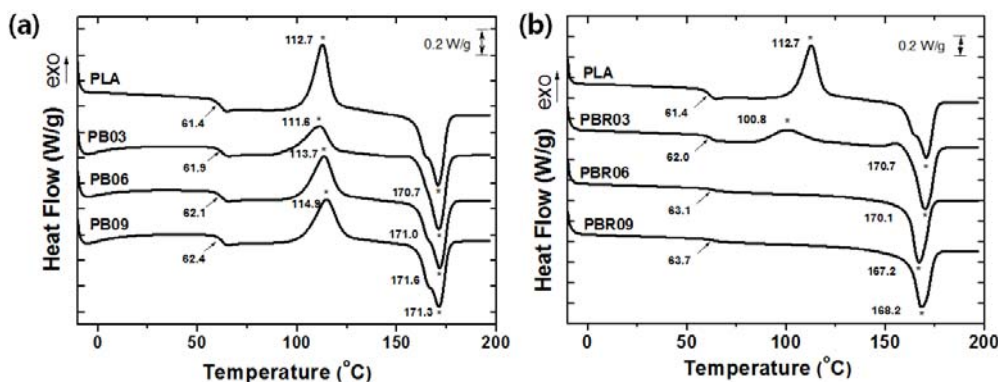 (a)
112.7
*
0.2 W/g
exo
PLA
61.4
111.6
*
PB03
61.9
113.7
*
170.7
*
PB06
62.1
114.9
*
171.0
*
PB09
62.4
171.6
*
171.3
*
Heat Flow (W/g)
0 50 100 150 200
Temperature (°C)
(b)
112.7
*
0.2 W/g
exo
PLA
61.4
100.8
*
PBR03
62.0
170.7
*
PBR06
63.1
170.1
*
PBR09
63.7
167.2
*
168.2
*
Heat Flow (W/g)
0 50 100 150 200
Temperature (°C)